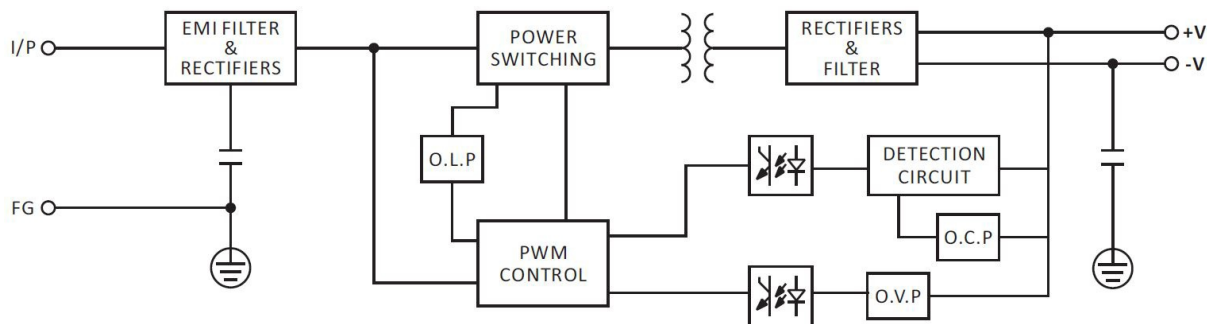 I/P
EMI FILTER
&
RECTIFIERS
POWER
SWITCHING
RECTIFIERS
&
FILTER
+V
-V
O.L.P
DETECTION
CIRCUIT
FG
O.C.P
PWM
CONTROL
O.V.P